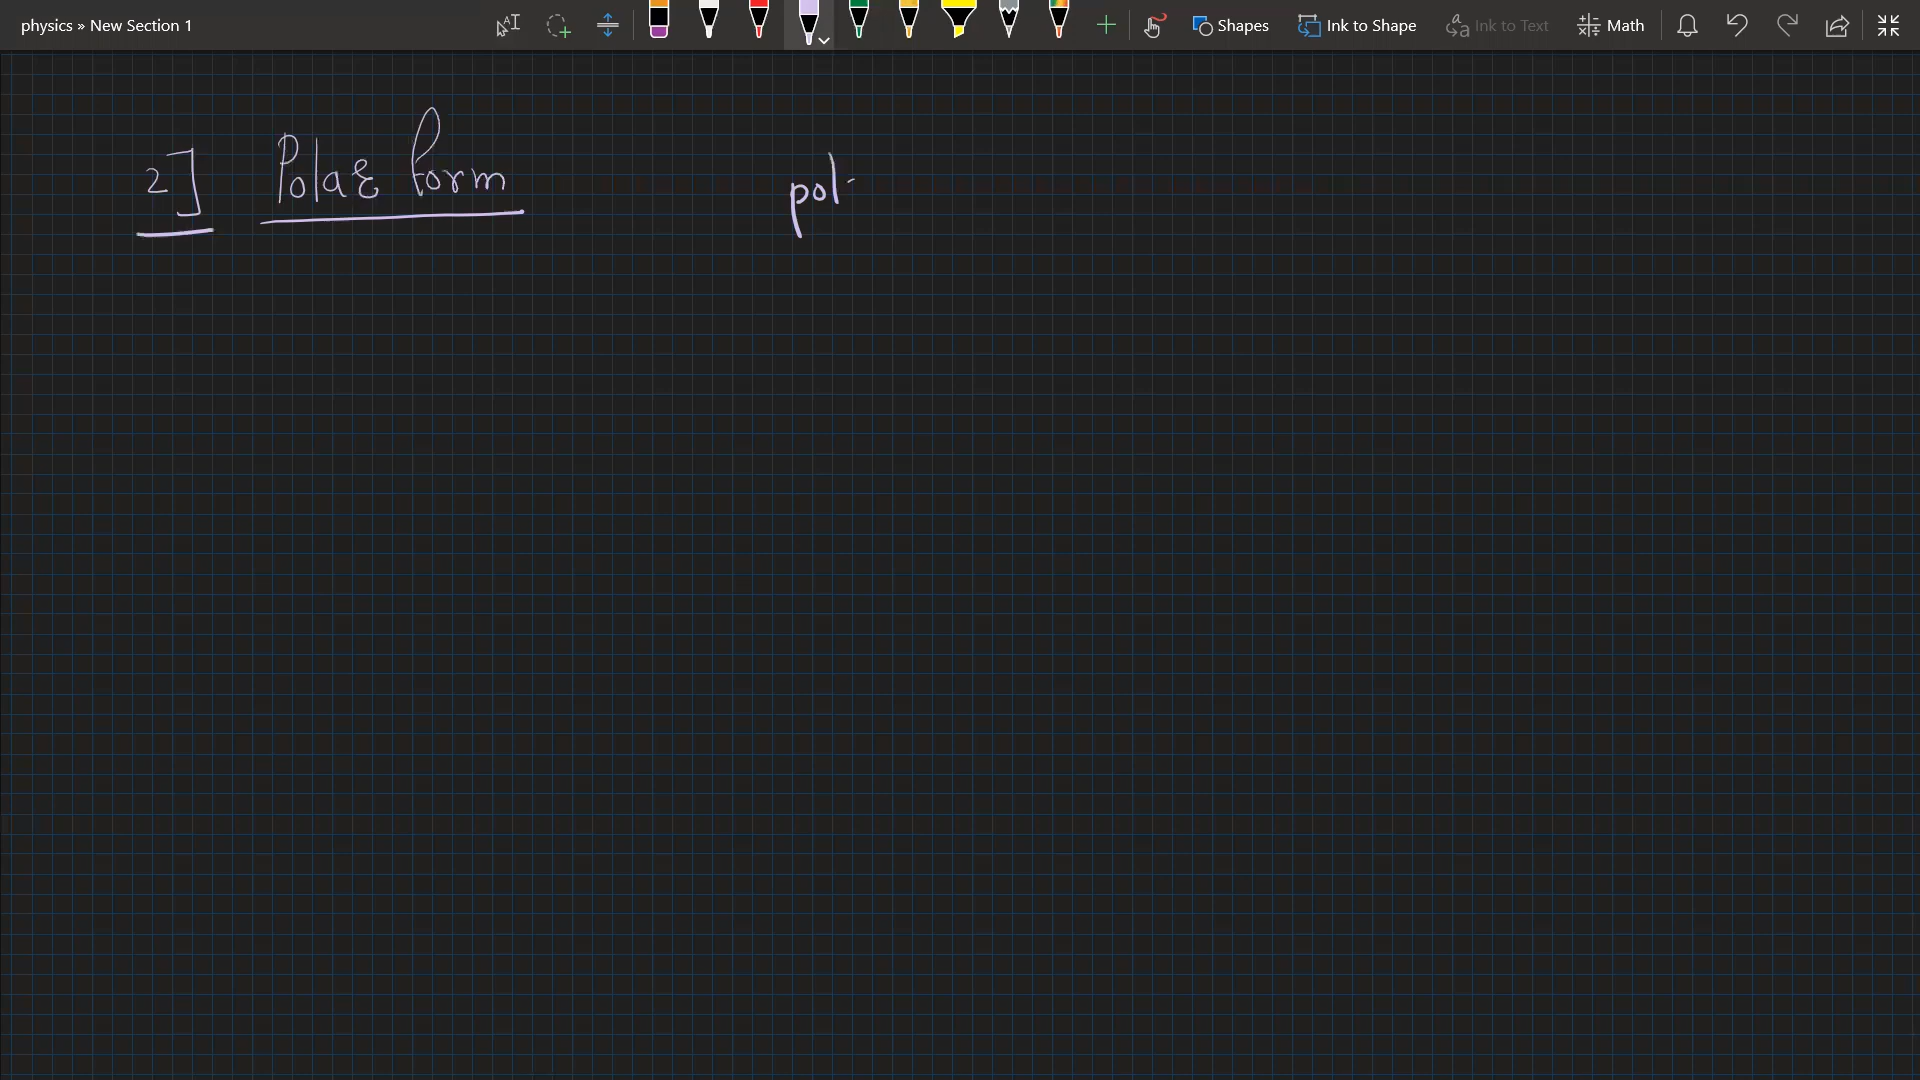 physics » New Section 1
Shapes
Ink to Shape
Ink to Text
Math
2] Polar form
pol